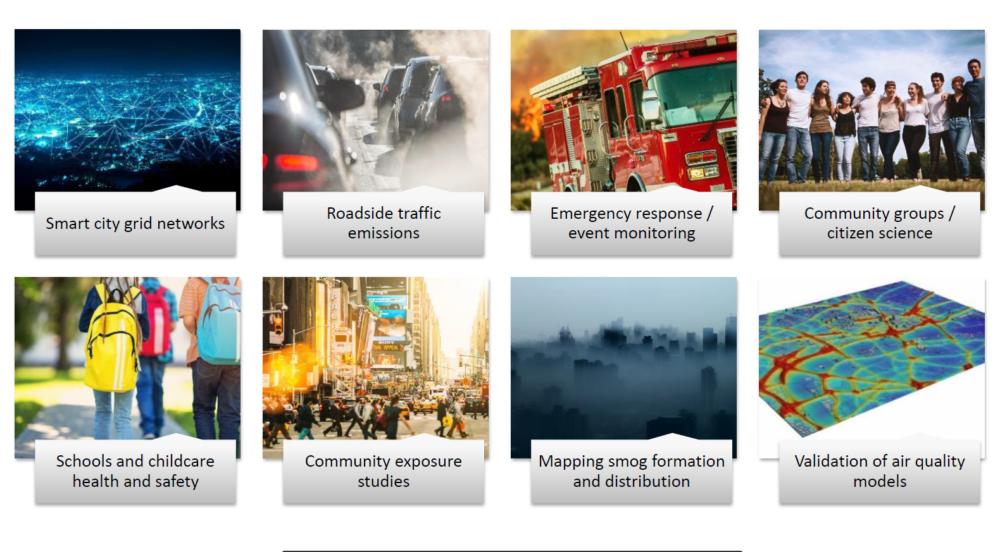 Smart city grid networks
Roadside traffic
emissions
Emergency response /
event monitoring
Community groups /
citizen science
SONY
Schools and childcare
health and safety
Community exposure
studies
Mapping smog formation
and distribution
Validation of air quality
models